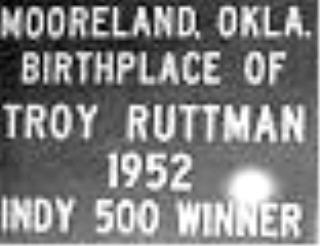 MOORELAND, OKLA.
BIRTHPLACE OF
TROY RUTTMAN
1952
INDY 500 WINNER